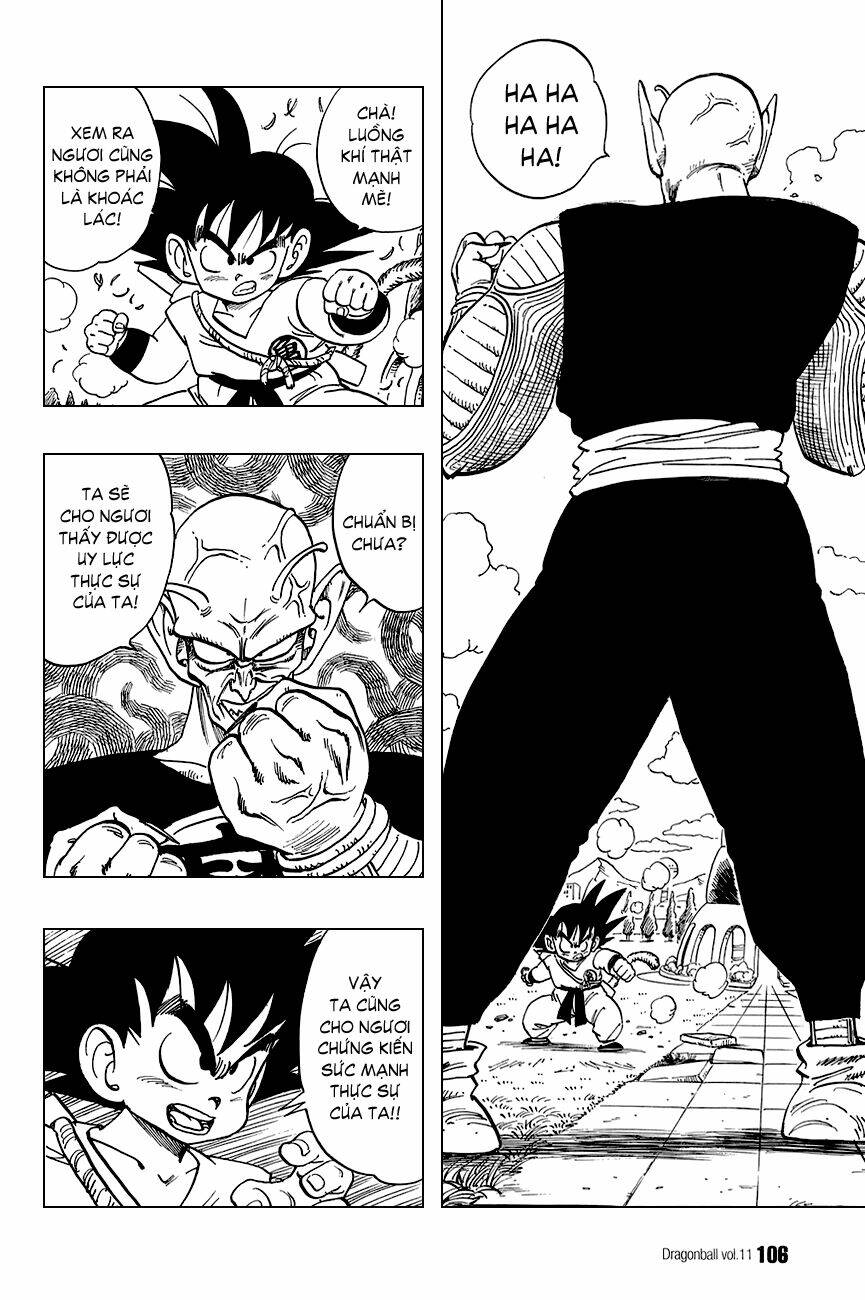 HA HA
HA HA
HA!
CHÀ!
LUỒNG
KHÍ THẬT
MẠNH
MẼ!
XEM RA
NGƯƠI CŨNG
KHÔNG PHẢI
LÀ KHOÁC
LÁC!
CHUẨN BỊ
CHƯA?
TA SẼ
CHO NGƯƠI
THẤY ĐƯỢC
UY LỰC
THỰC SỰ
CỦA TA!
VẬY
TA CŨNG
CHO NGƯƠI
CHỨNG KIẾN
SỨC MẠNH
THỰC SỰ
CỦA TA!!
Dragonball vol.11 106